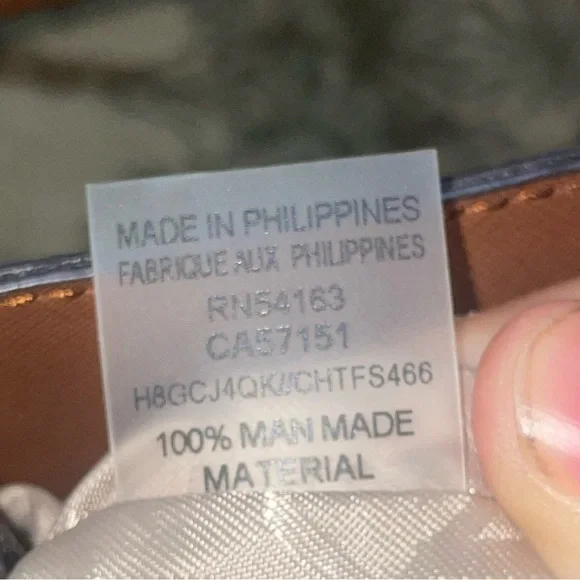 MADE IN PHILIPPINES
FABRIQUE AUX PHILIPPINES
RN54163
CA57151
H8GCJ4QK//CHTFS466
100% MAN MADE
MATERIAL